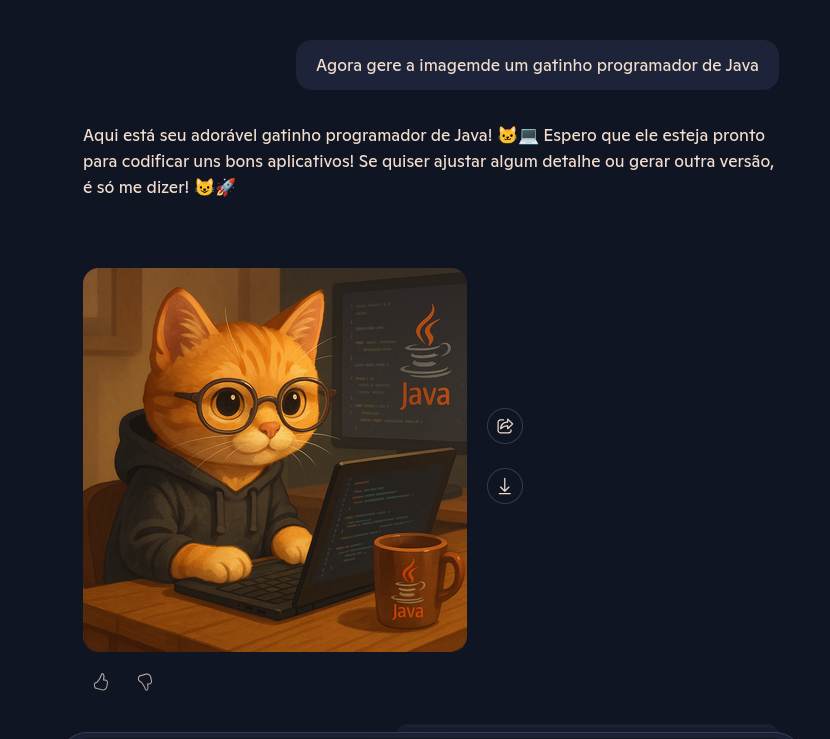 Agora gere a imagemde um gatinho programador de Java
Aqui está seu adorável gatinho programador de Java! 🐱💻 Espero que ele esteja pronto
para codificar uns bons aplicativos! Se quiser ajustar algum detalhe ou gerar outra versão,
é só me dizer! 😺🚀
Java
Java